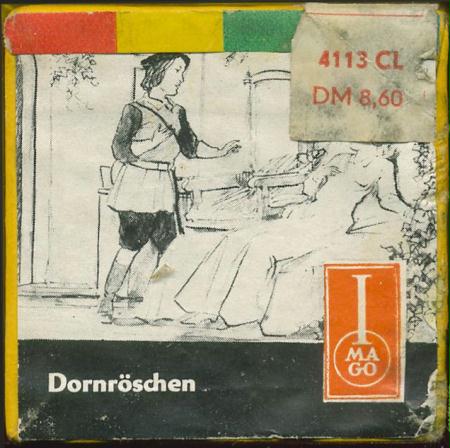 4113 CL
DM 8,60
I
MA
GO
Dornröschen